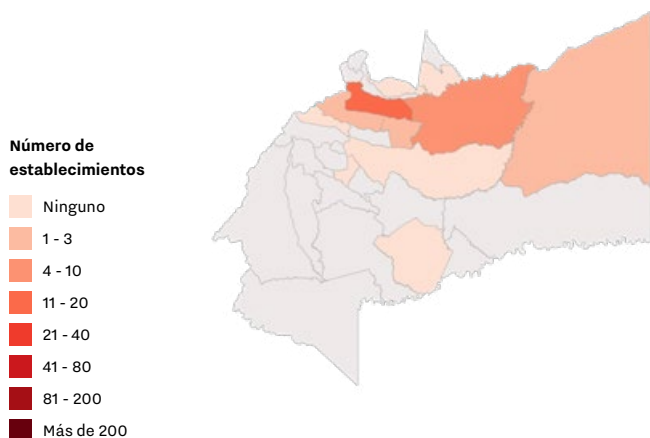 Número de
establecimientos
Ninguno
1 - 3
4 - 10
11 - 20
21 - 40
41 - 80
81 - 200
Más de 200